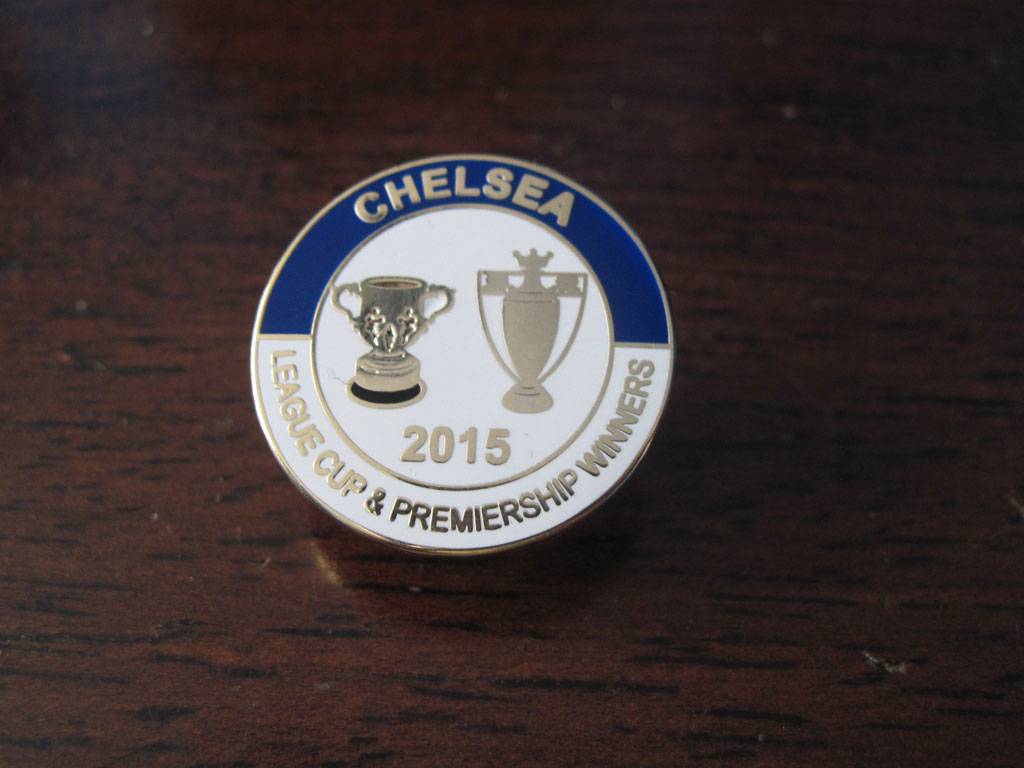 CHELSEA
2015
LEAGUE CUP & PREMIERSHIP WINNERS